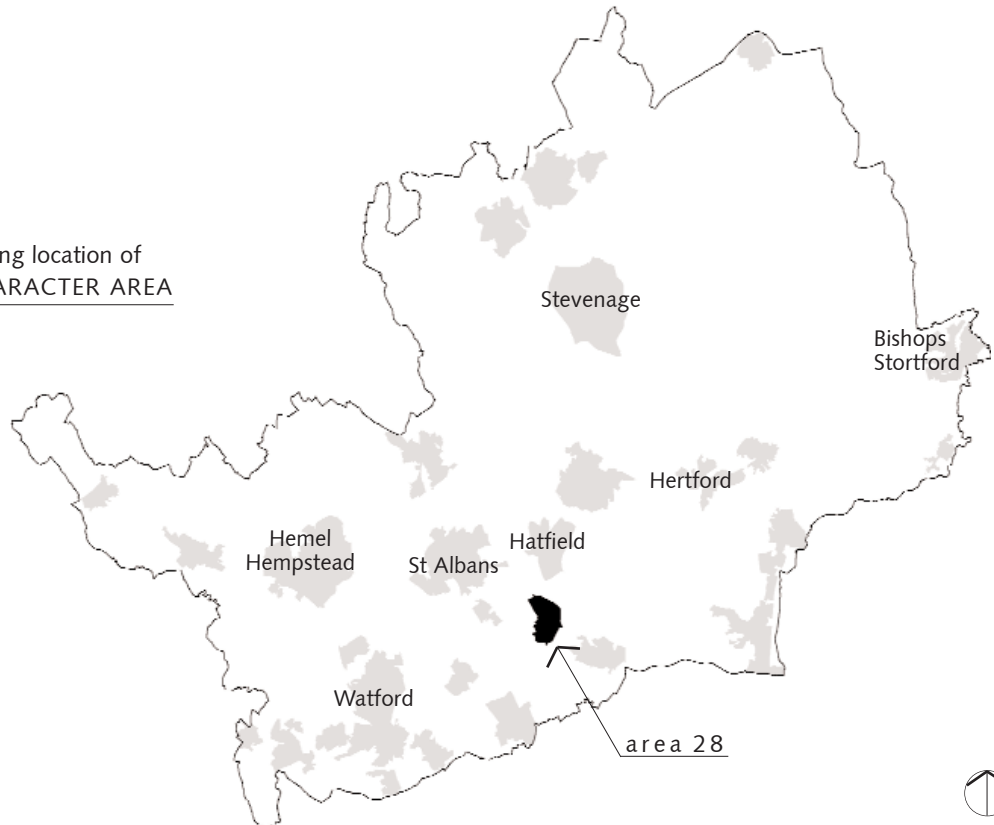 ng location of
ARACTER AREA
Stevenage
Bishops
Stortford
Hertford
Hemel
Hempstead
St Albans
Hatfield
Watford
area 28